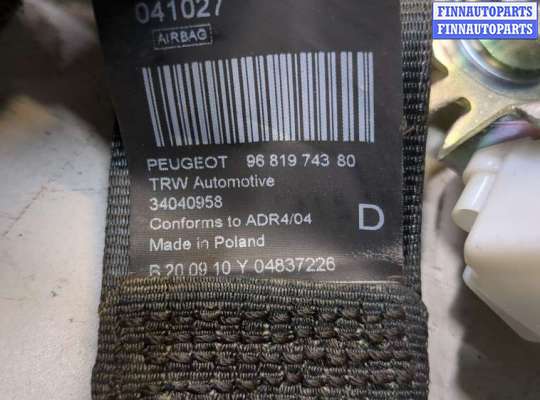 041027
AIRBAG
PEUGEOT 96 819 743 80
TRW Automotive
34040958
Conforms to ADR4/04
D
Made in Poland
B 20 09 10 Y 04837226
FINNAUTOPARTS
FINNAUTOPARTS